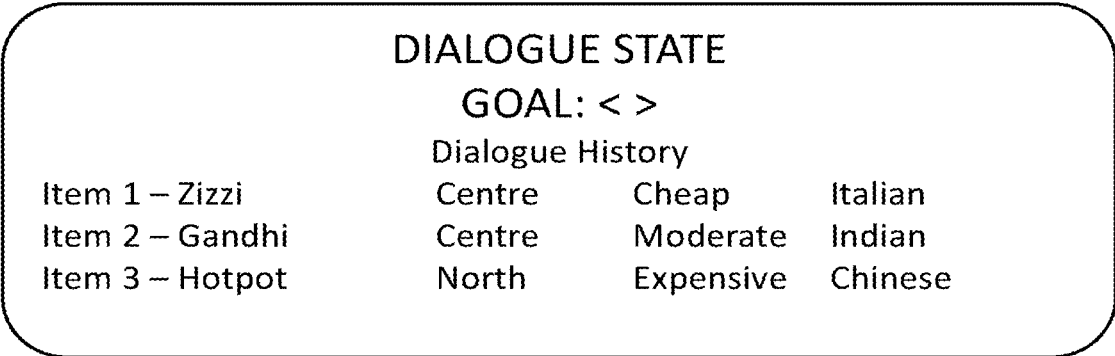 DIALOGUE STATE
GOAL: < >
Dialogue History
Item 1 – Zizzi Centre Cheap Italian
Item 2 – Gandhi Centre Moderate Indian
Item 3 – Hotpot North Expensive Chinese